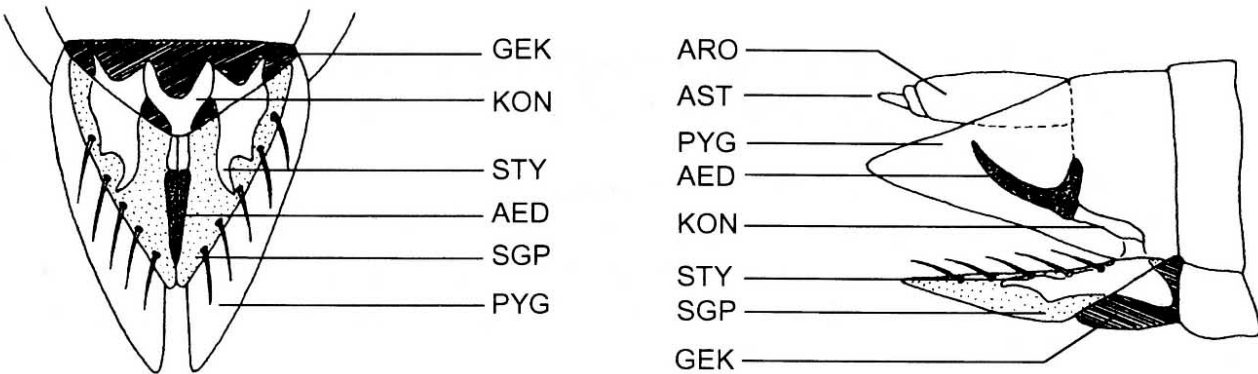 GEK
KON
STY
AED
SGP
PYG
ARO
AST
PYG
AED
KON
STY
SGP
GEK